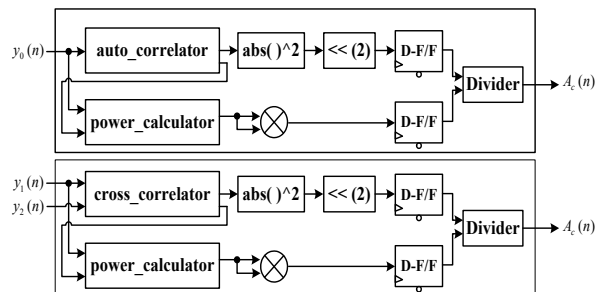 y₀(n)
auto_correlator
abs( )^2
<< (2)
D-F/F
Divider
A_c(n)
power_calculator
D-F/F
y₁(n)
y₂(n)
cross_correlator
abs( )^2
<< (2)
D-F/F
Divider
A_c(n)
power_calculator
D-F/F